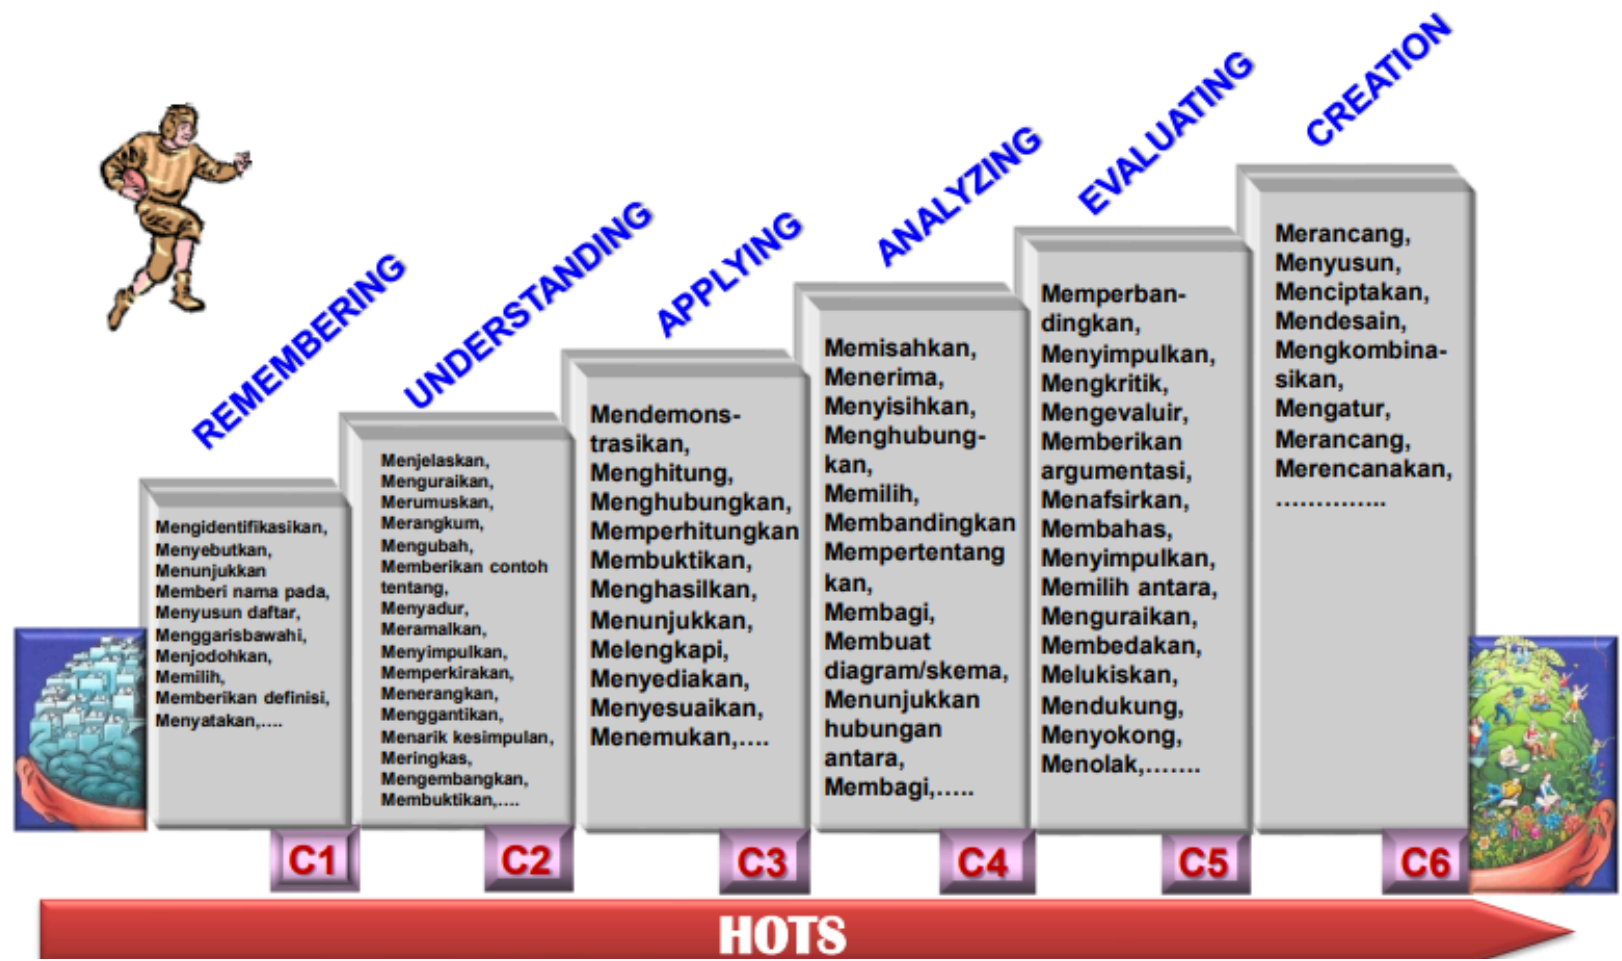 REMEMBERING
Mengidentifikasikan,
Menyebutkan,
Menunjukkan
Memberi nama pada,
Menyusun daftar,
Menggarisbawahi,
Menjodohkan,
Memilih,
Memberikan definisi,
Menyatakan,....
C1
UNDERSTANDING
Menjelaskan,
Menguraikan,
Merumuskan,
Merangkum,
Mengubah,
Memberikan contoh
tentang,
Menyadur,
Meramalkan,
Menyimpulkan,
Memperkirakan,
Menerangkan,
Menggantikan,
Menarik kesimpulan,
Meringkas,
Mengembangkan,
Membuktikan,....
C2
APPLYING
Mendemons-
trasikan,
Menghitung,
Menghubungkan,
Memperhitungkan
Membuktikan,
Menghasilkan,
Menunjukkan,
Melengkapi,
Menyediakan,
Menyesuaikan,
Menemukan,....
C3
ANALYZING
Memisahkan,
Menerima,
Menyisihkan,
Menghubung-
kan,
Memilih,
Membandingkan
Mempertentang
kan,
Membagi,
Membuat
diagram/skema,
Menunjukkan
hubungan
antara,
Membagi,.....
C4
EVALUATING
Memperban-
dingkan,
Menyimpulkan,
Mengkritik,
Mengevaluir,
Memberikan
argumentasi,
Menafsirkan,
Membahas,
Menyimpulkan,
Memilih antara,
Menguraikan,
Membedakan,
Melukiskan,
Mendukung,
Menyokong,
Menolak,.......
C5
CREATION
Merancang,
Menyusun,
Menciptakan,
Mendesain,
Mengkombina-
sikan,
Mengatur,
Merancang,
Merencanakan,
..............
C6
HOTS